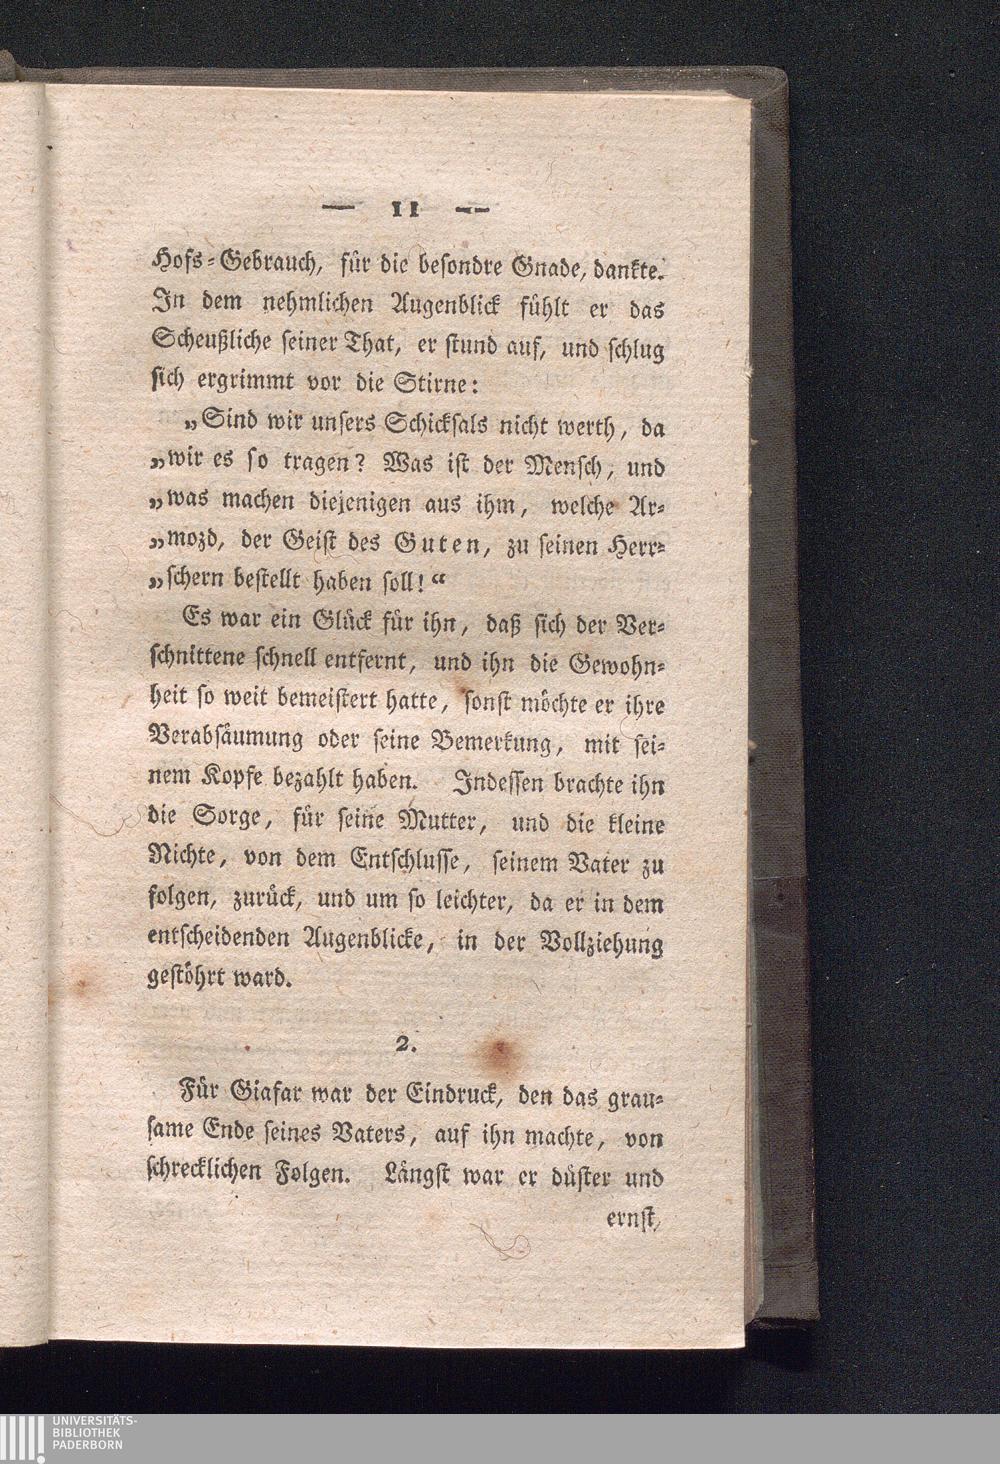 — 11 —
Hofs-Gebrauch, für die besondre Gnade, dankte.
In dem nehmlichen Augenblick fühlt er das
Scheußliche seiner That, er stund auf, und schlug
sich ergrimmt vor die Stirne:
„Sind wir unsers Schicksals nicht werth, da
„wir es so tragen? Was ist der Mensch, und
„was machen diejenigen aus ihm, welche Ar-
„mozd, der Geist des Guten, zu seinen Herr-
„schern bestellt haben soll!“
Es war ein Glück für ihn, daß sich der Ver-
schnittene schnell entfernt, und ihn die Gewohn-
heit so weit bemeistert hatte, sonst möchte er ihre
Verabsäumung oder seine Bemerkung, mit sei-
nem Kopfe bezahlt haben. Indessen brachte ihn
die Sorge, für seine Mutter, und die kleine
Nichte, von dem Entschlusse, seinem Vater zu
folgen, zurück, und um so leichter, da er in dem
entscheidenden Augenblicke, in der Vollziehung
gestöhrt ward.
2.
Für Giafar war der Eindruck, den das grau-
same Ende seines Vaters, auf ihn machte, von
schrecklichen Folgen. Längst war er düster und
ernst,
UNIVERSITÄTS-
BIBLIOTHEK
PADERBORN